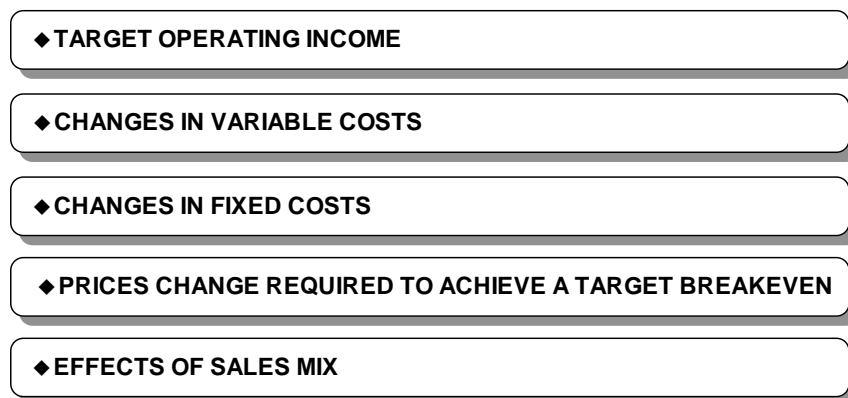 ◆TARGET OPERATING INCOME
◆CHANGES IN VARIABLE COSTS
◆CHANGES IN FIXED COSTS
◆PRICES CHANGE REQUIRED TO ACHIEVE A TARGET BREAKEVEN
◆EFFECTS OF SALES MIX